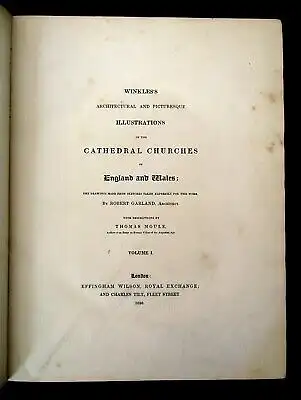 WINKLES'S
ARCHITECTURAL AND PICTURESQUE
ILLUSTRATIONS
OF THE
CATHEDRAL CHURCHES
OF
England and Wales;
THE DRAWINGS MADE FROM SKETCHES TAKEN EXPRESSLY FOR THIS WORK,
By ROBERT GARLAND, Architect.
WITH DESCRIPTIONS BY
THOMAS MOULE,
VOLUME I.
London:
EFFINGHAM WILSON, ROYAL EXCHANGE;
AND CHARLES TILT, FLEET STREET.